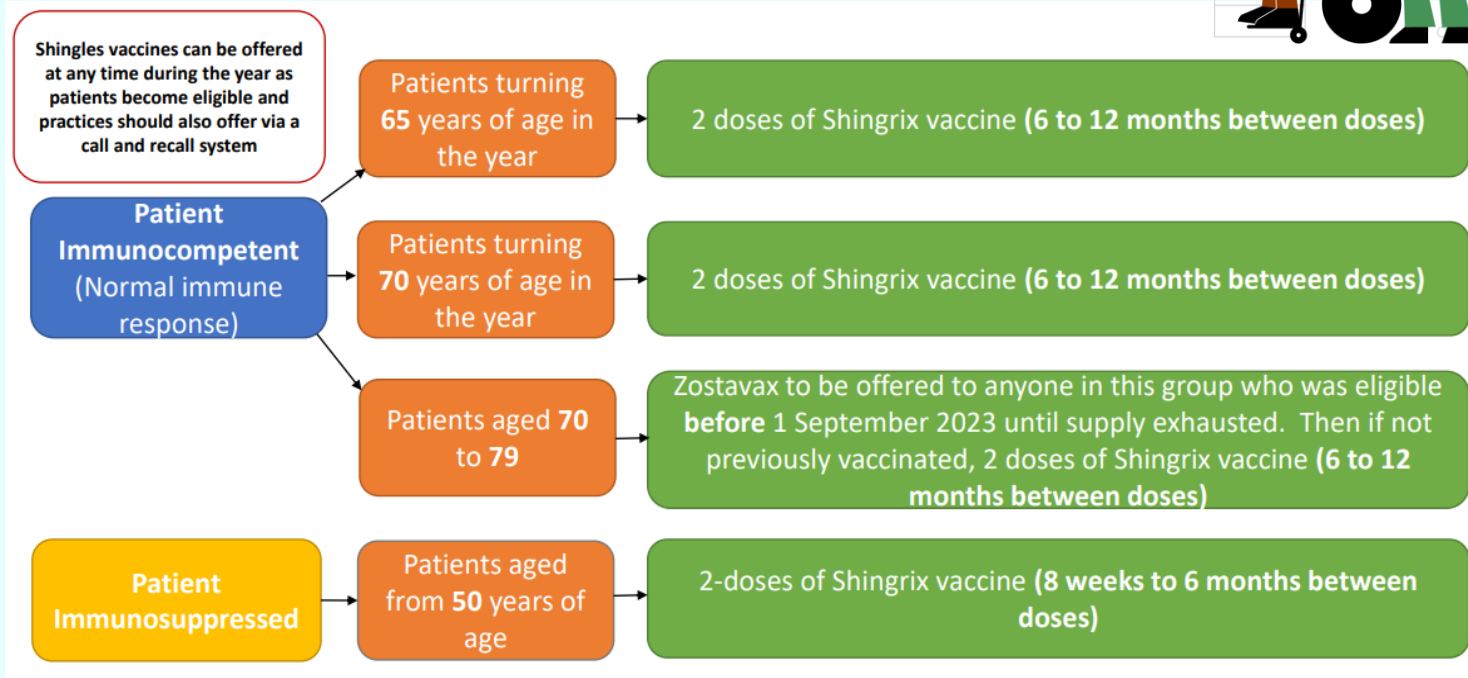 Shingles vaccines can be offered
at any time during the year as
patients become eligible and
practices should also offer via a
call and recall system
Patient
Immunocompetent
(Normal immune
response)
Patients turning
65 years of age in
the year
2 doses of Shingrix vaccine (6 to 12 months between doses)
Patients turning
70 years of age in
the year
2 doses of Shingrix vaccine (6 to 12 months between doses)
Patients aged 70
to 79
Zostavax to be offered to anyone in this group who was eligible
before 1 September 2023 until supply exhausted. Then if not
previously vaccinated, 2 doses of Shingrix vaccine (6 to 12
months between doses)
Patient
Immunosuppressed
Patients aged
from 50 years of
age
2-doses of Shingrix vaccine (8 weeks to 6 months between
doses)